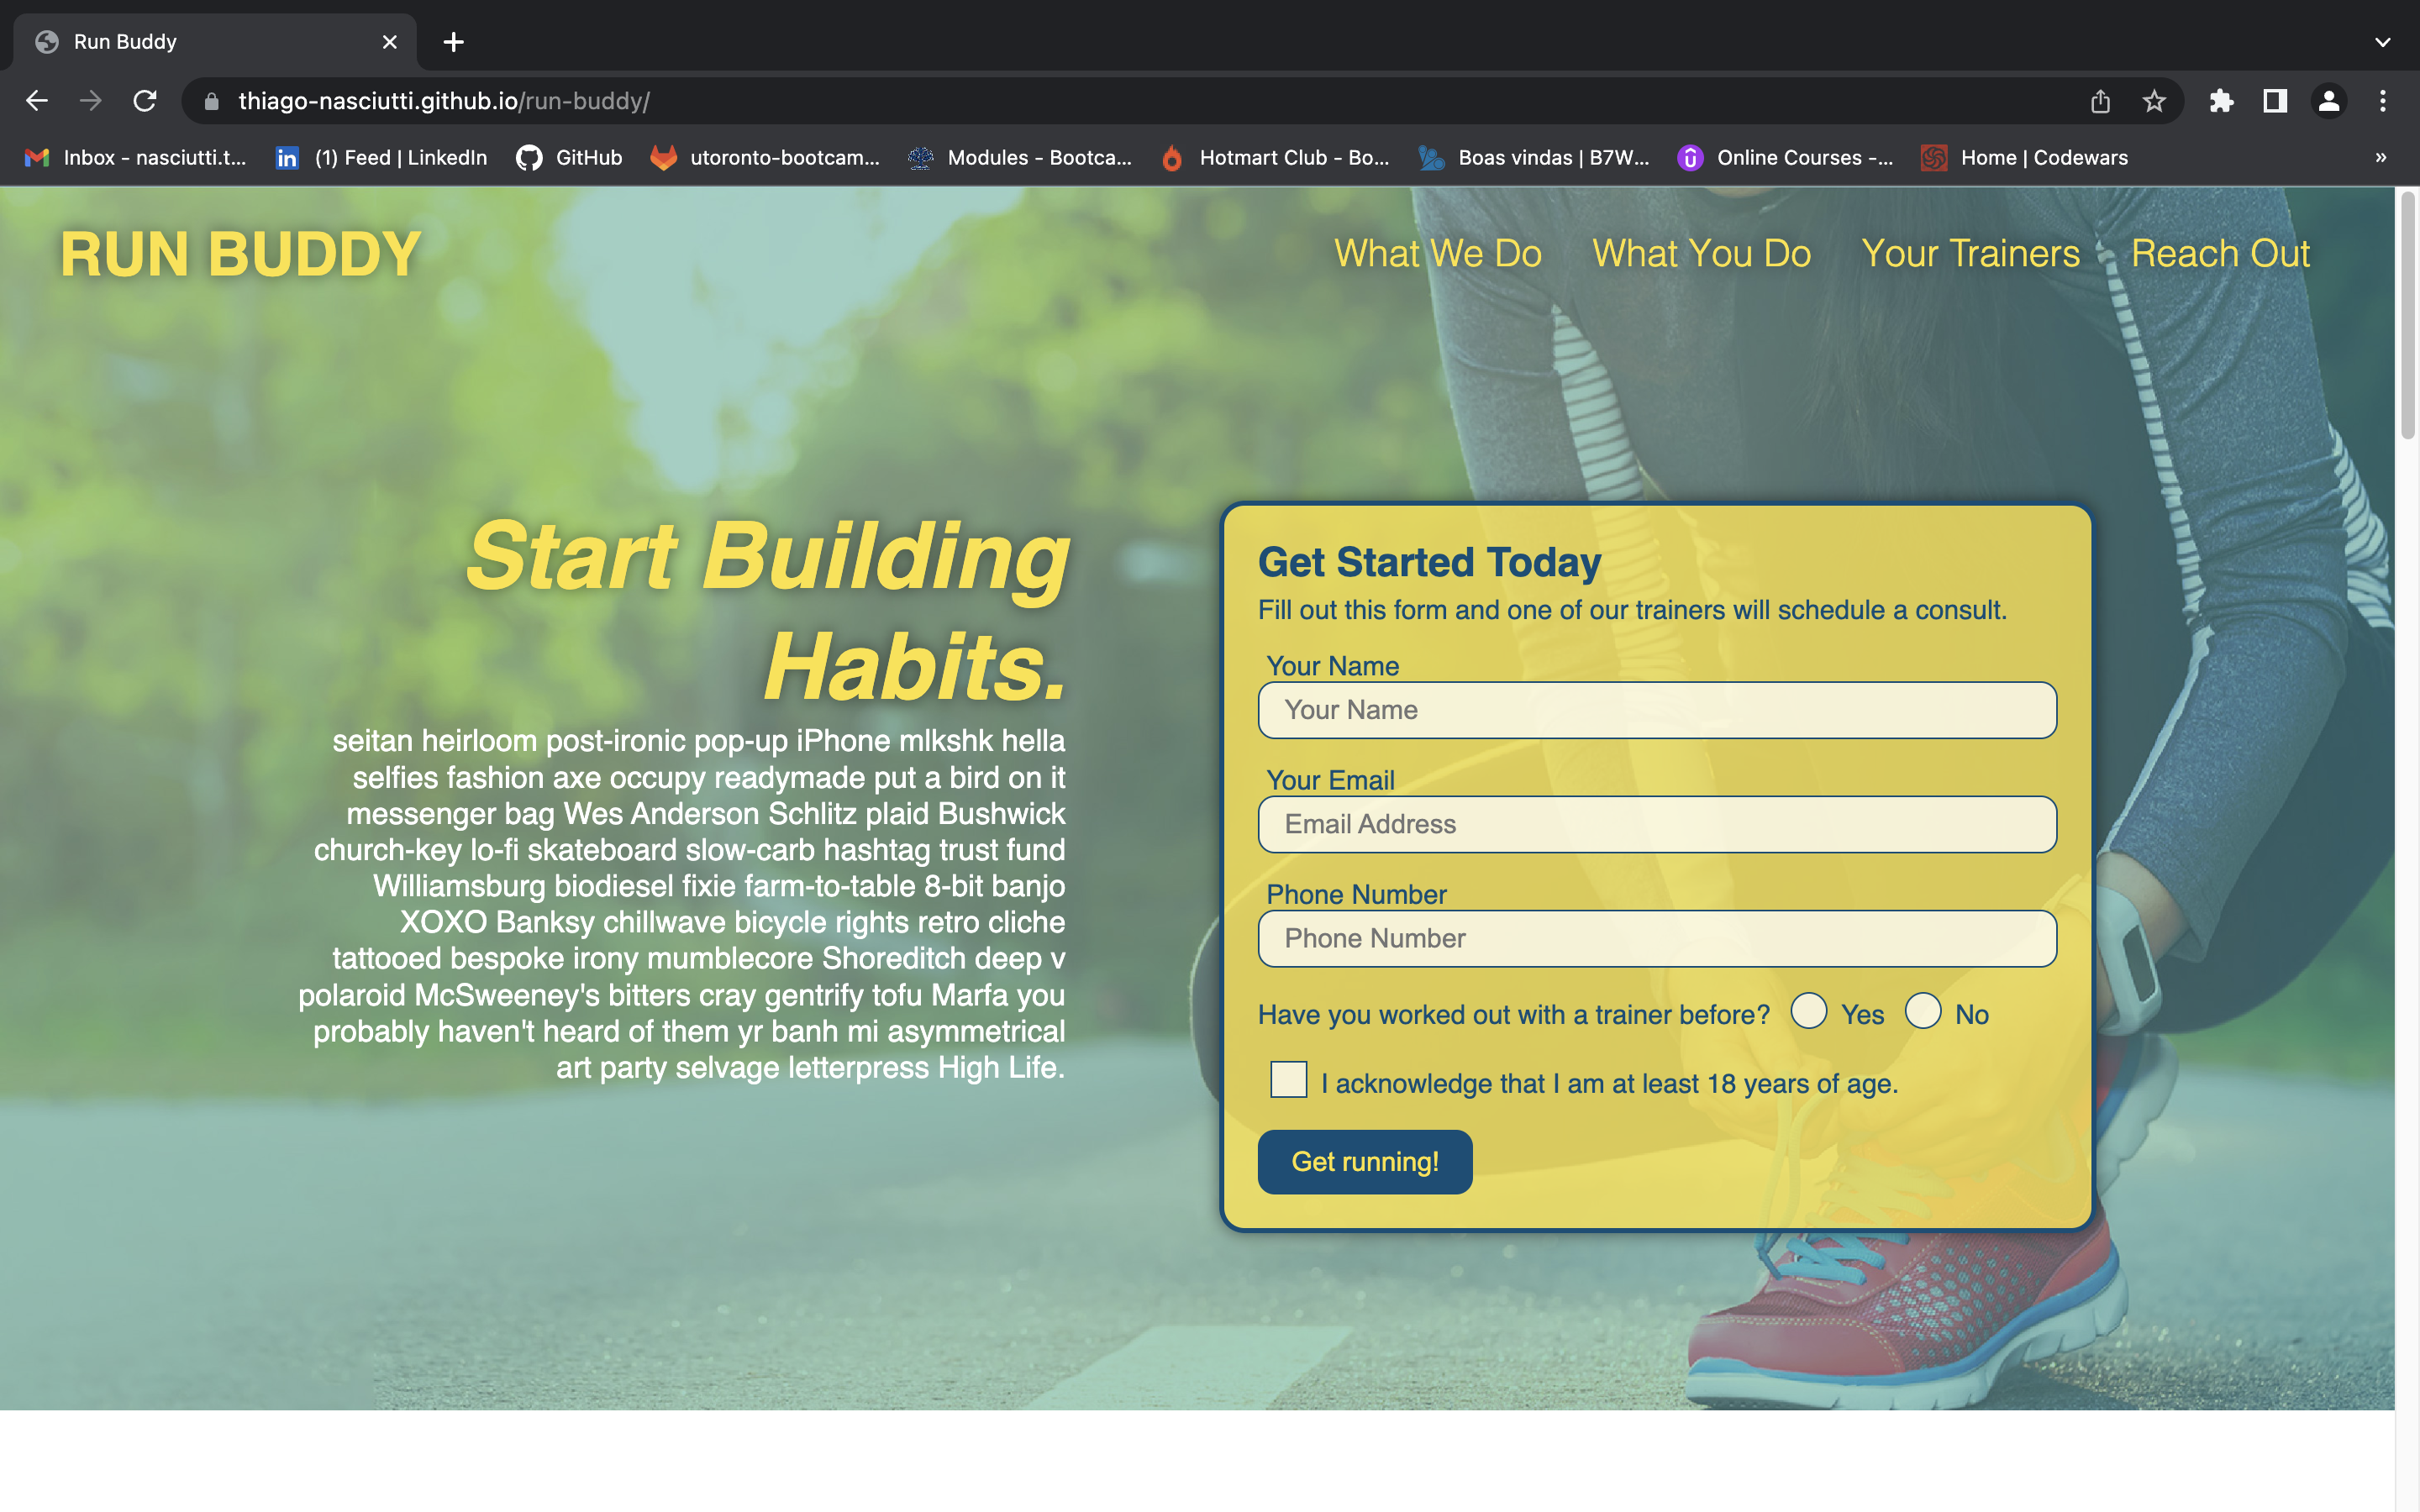 Run Buddy
thiago-nasciutti.github.io/run-buddy/
Inbox - nasciutti.t...
(1) Feed | LinkedIn
GitHub
utoronto-bootcam...
Modules - Bootca...
Hotmart Club - Bo...
Boas vindas | B7W...
Online Courses -...
Home | Codewars
»
RUN BUDDY
What We Do
What You Do
Your Trainers
Reach Out
Start Building
Habits.
seitan heirloom post-ironic pop-up iPhone mlkshk hella
selfies fashion axe occupy readymade put a bird on it
messenger bag Wes Anderson Schlitz plaid Bushwick
church-key lo-fi skateboard slow-carb hashtag trust fund
Williamsburg biodiesel fixie farm-to-table 8-bit banjo
XOXO Banksy chillwave bicycle rights retro cliche
tattooed bespoke irony mumblecore Shoreditch deep v
polaroid McSweeney's bitters cray gentrify tofu Marfa you
probably haven't heard of them yr banh mi asymmetrical
art party selvage letterpress High Life.
Get Started Today
Fill out this form and one of our trainers will schedule a consult.
Your Name
Your Name
Your Email
Email Address
Phone Number
Phone Number
Have you worked out with a trainer before? Yes No
I acknowledge that I am at least 18 years of age.
Get running!